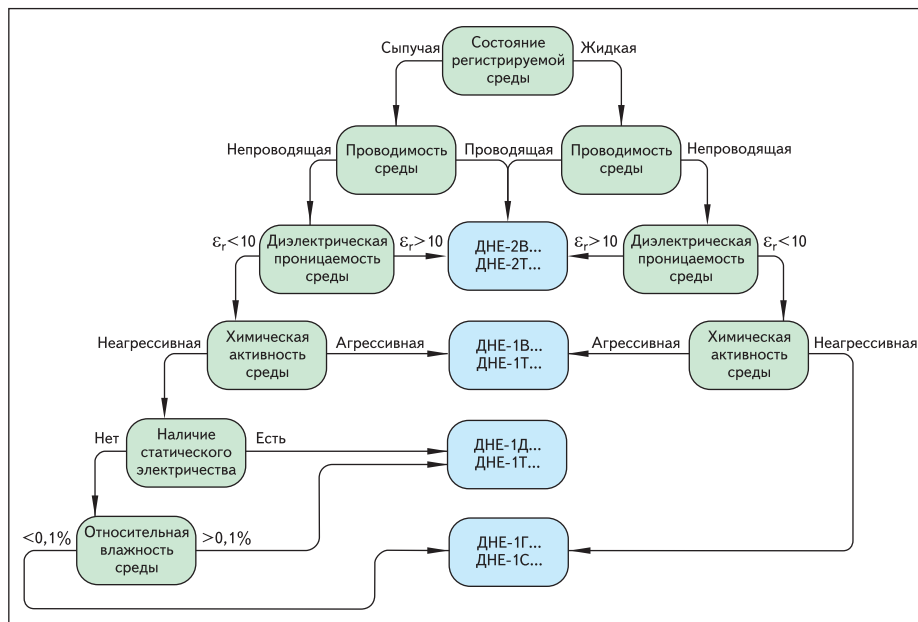 Сыпучая
Состояние
регистрируемой
среды
Жидкая
Непроводящая
Проводимость
среды
Проводящая
Проводимость
среды
Непроводящая
εr<10
Диэлектрическая
проницаемость
среды
εr>10
ДНЕ-2В...
ДНЕ-2Т...
εr>10
Диэлектрическая
проницаемость
среды
εr<10
Неагрессивная
Химическая
активность
среды
Агрессивная
ДНЕ-1В...
ДНЕ-1Т...
Агрессивная
Химическая
активность
среды
Неагрессивная
Нет
Наличие
статического
электричества
Есть
ДНЕ-1Д...
ДНЕ-1Т...
<0,1%
Относительная
влажность
среды
>0,1%
ДНЕ-1Г...
ДНЕ-1С...